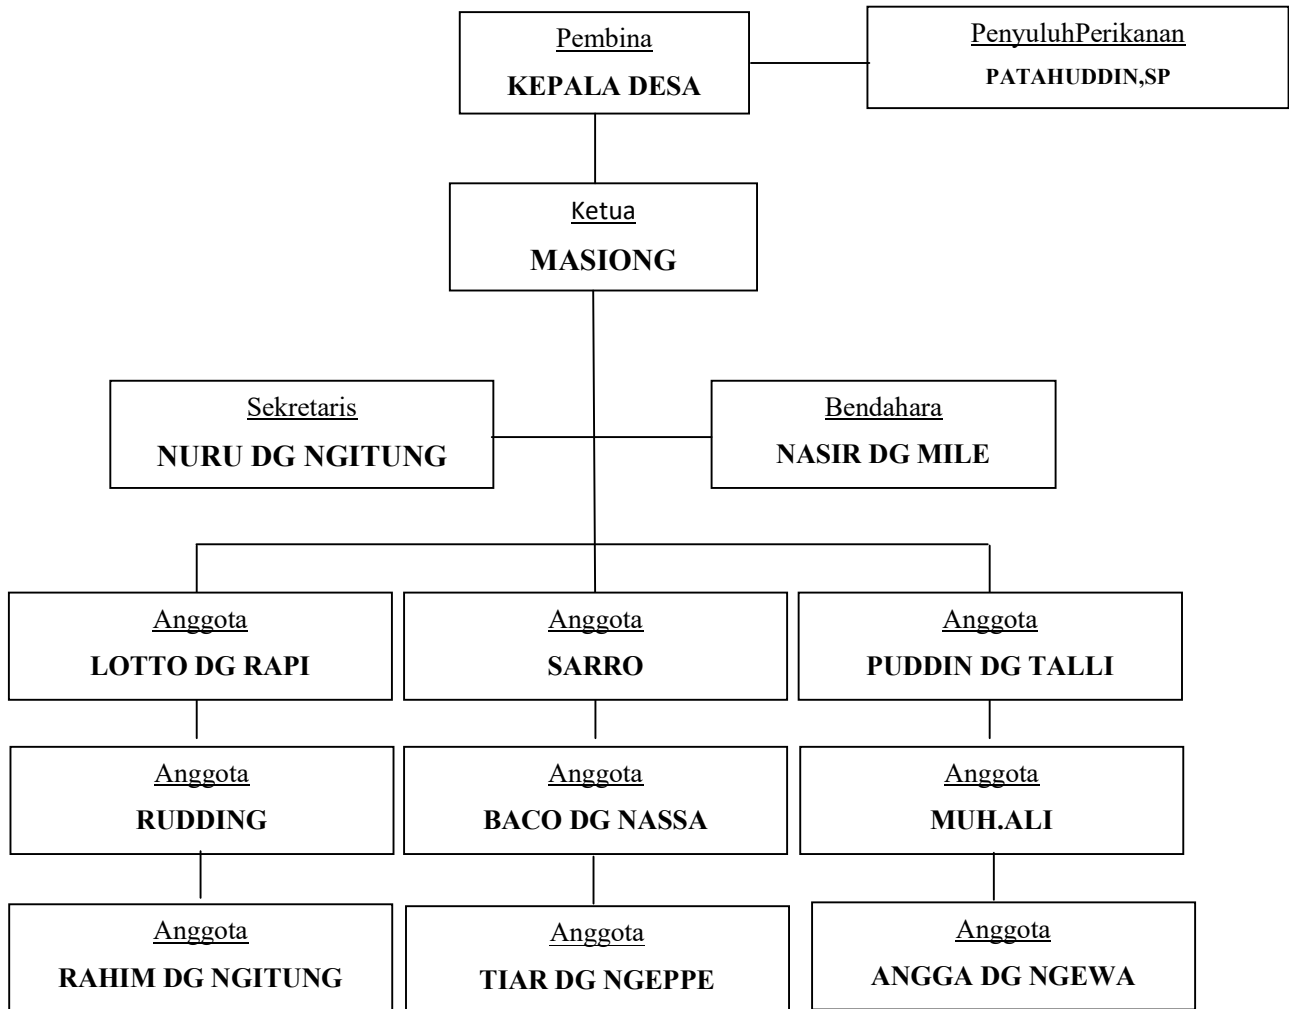 Pembina
KEPALA DESA
PenyuluhPerikanan
PATAHUDDIN,SP
Ketua
MASIONG
Sekretaris
NURU DG NGITUNG
Bendahara
NASIR DG MILE
Anggota
LOTTO DG RAPI
Anggota
SARRO
Anggota
PUDDIN DG TALLI
Anggota
RUDDING
Anggota
BACO DG NASSA
Anggota
MUH.ALI
Anggota
RAHIM DG NGITUNG
Anggota
TIAR DG NGEPPE
Anggota
ANGGA DG NGEWA